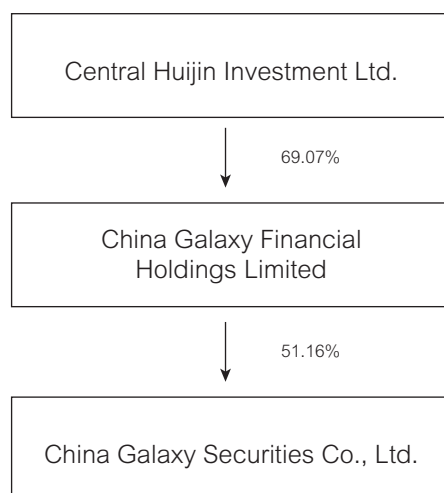 Central Huijin Investment Ltd.
69.07%
China Galaxy Financial
Holdings Limited
51.16%
China Galaxy Securities Co., Ltd.